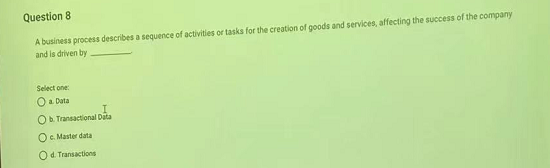 Question 8
A business process describes a sequence of activities or tasks for the creation of goods and services, affecting the success of the company
and is driven by ________.
Select one:
a. Data
b. Transactional Data
c. Master data
d. Transactions